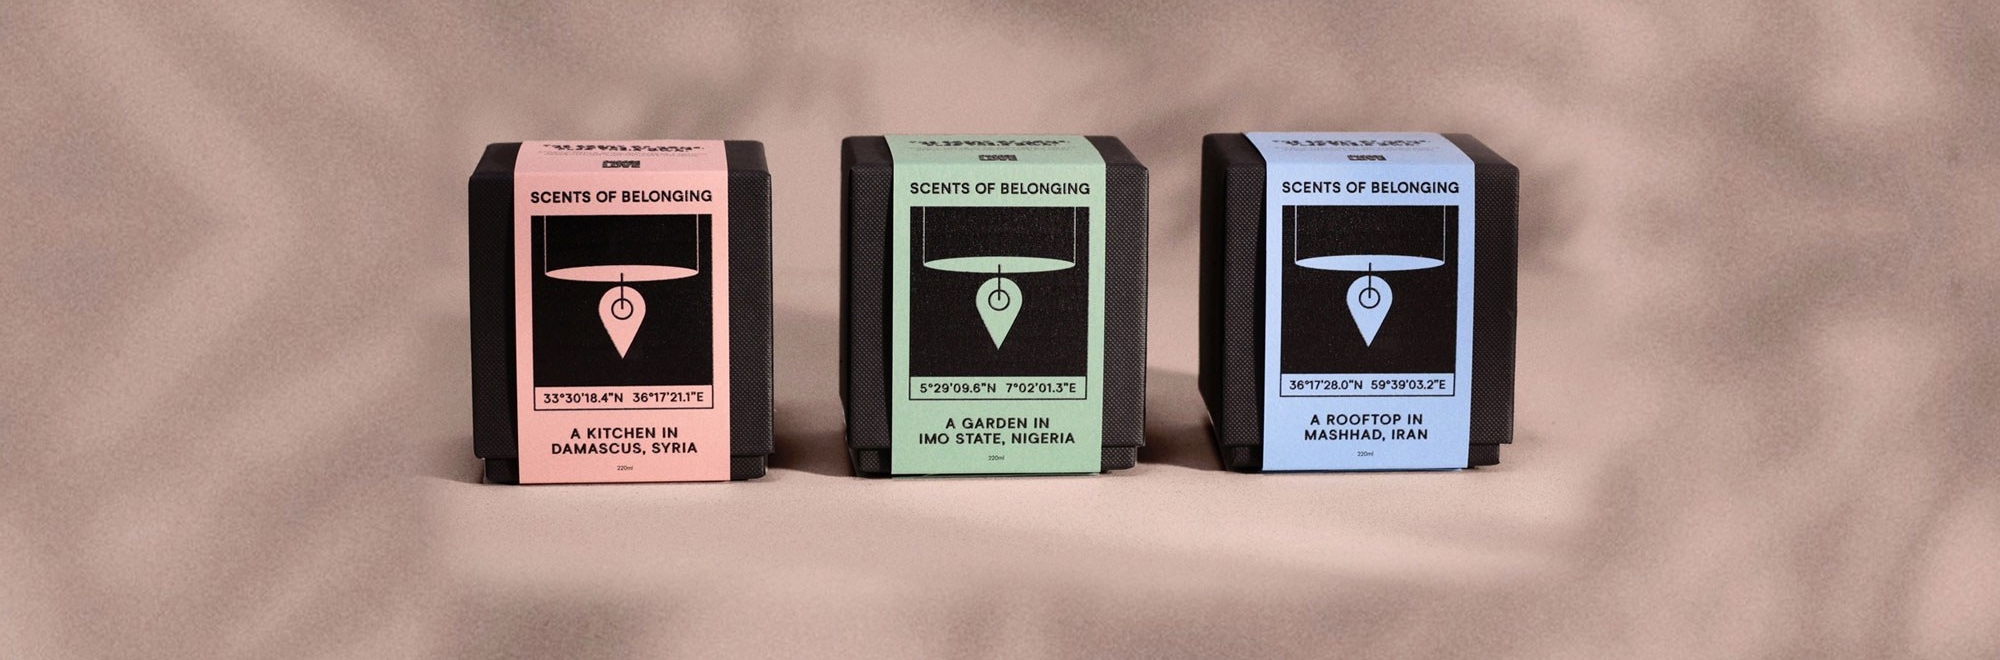 SCENTS OF BELONGING
33°30'18.4"N 36°17'21.1"E
A KITCHEN IN
DAMASCUS, SYRIA
220ml
SCENTS OF BELONGING
5°29'09.6"N 7°02'01.3"E
A GARDEN IN
IMO STATE, NIGERIA
220ml
SCENTS OF BELONGING
36°17'28.0"N 59°39'03.2"E
A ROOFTOP IN
MASHHAD, IRAN
220ml